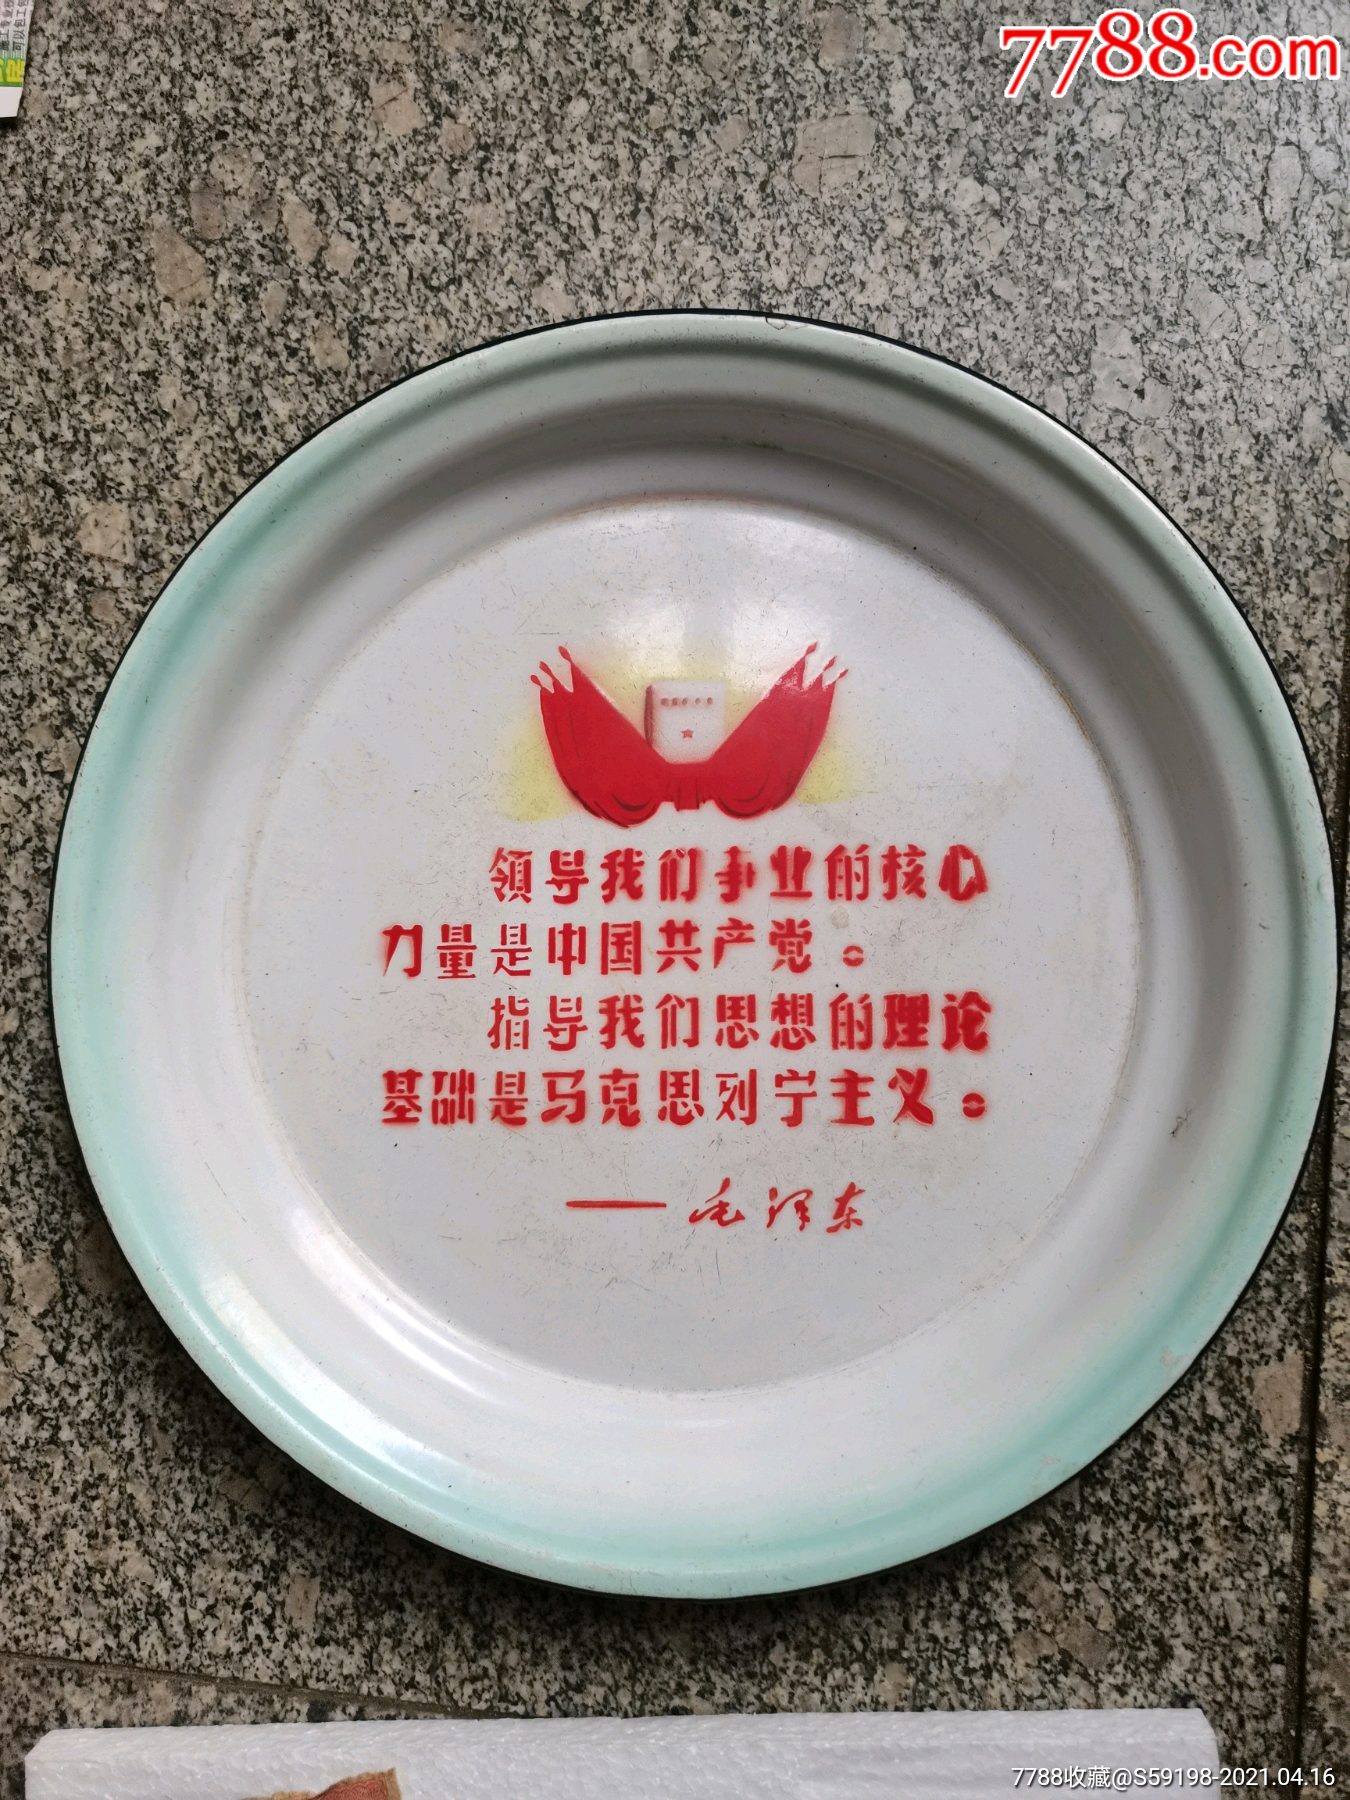 7788.com
领导我们事业的核心
力量是中国共产党。
指导我们思想的理论
基础是马克思列宁主义。
——毛泽东
7788收藏@S59198-2021.04.16